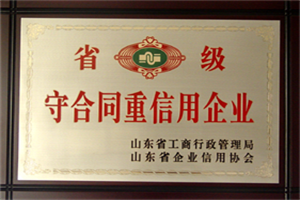 省级
守合同重信用企业
山东省工商行政管理局
山东省企业信用协会